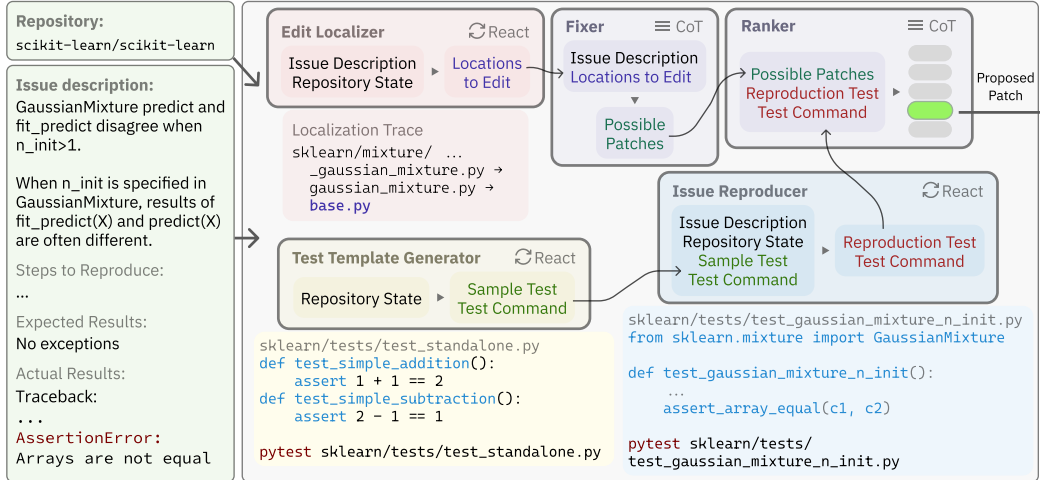 Repository:
scikit-learn/scikit-learn
Issue description:
GaussianMixture predict and
fit_predict disagree when
n_init>1.
When n_init is specified in
GaussianMixture, results of
fit_predict(X) and predict(X)
are often different.
Steps to Reproduce:
...
Expected Results:
No exceptions
Actual Results:
Traceback:
...
AssertionError:
Arrays are not equal
Edit Localizer
React
Issue Description
Repository State
Locations
to Edit
Localization Trace
sklearn/mixture/ ...
_gaussian_mixture.py →
gaussian_mixture.py →
base.py
Fixer
CoT
Issue Description
Locations to Edit
Possible
Patches
Ranker
CoT
Possible Patches
Reproduction Test
Test Command
Proposed
Patch
Test Template Generator
React
Repository State
Sample Test
Test Command
sklearn/tests/test_standalone.py
def test_simple_addition():
assert 1 + 1 == 2
def test_simple_subtraction():
assert 2 - 1 == 1
pytest sklearn/tests/test_standalone.py
Issue Reproducer
React
Issue Description
Repository State
Sample Test
Test Command
Reproduction Test
Test Command
sklearn/tests/test_gaussian_mixture_n_init.py
from sklearn.mixture import GaussianMixture
def test_gaussian_mixture_n_init():
...
assert_array_equal(c1, c2)
pytest sklearn/tests/
test_gaussian_mixture_n_init.py